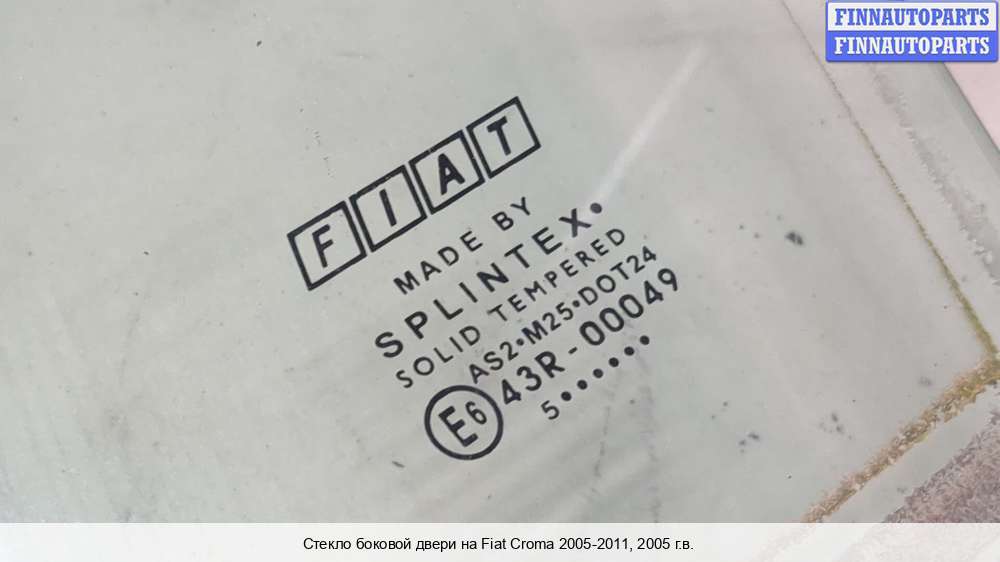 FINNAUTOPARTS
FINNAUTOPARTS
FIAT
MADE BY
SPLINTEX•
SOLID TEMPERED
AS2•M25•DOT24
E6 43R-00049
5••••••
Стекло боковой двери на Fiat Croma 2005-2011, 2005 г.в.